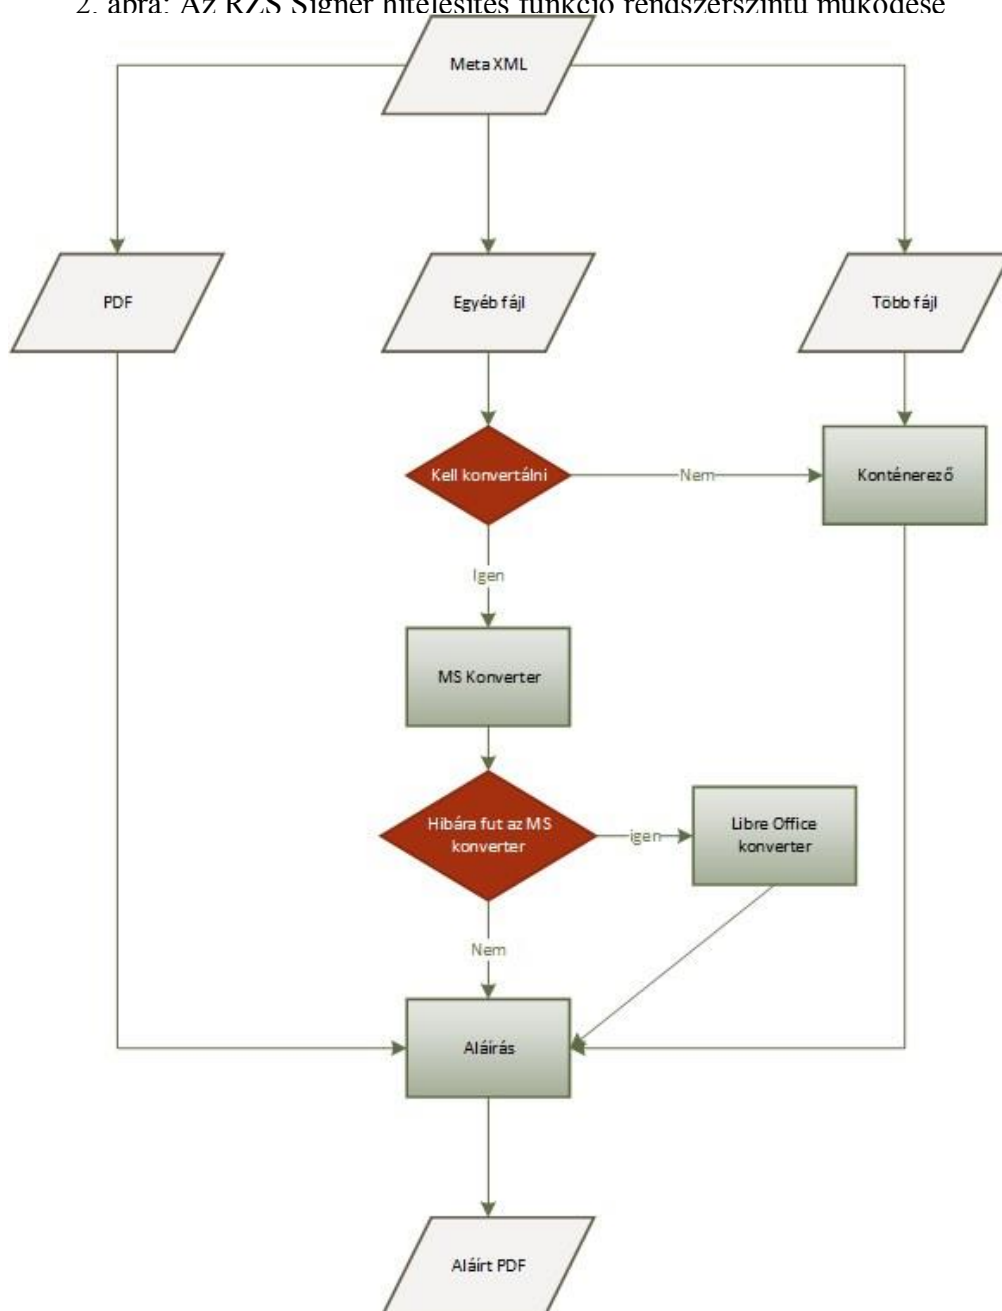 2. ábra: Az RZS Signer hitelesítés funkció rendszerszintű működése
Meta XML
PDF
Egyéb fájl
Több fájl
Kell konvertálni
Nem
Konténerező
Igen
MS Konverter
Hibára fut az MS
konverter
igen
Libre Office
konverter
Nem
Aláírás
Aláírt PDF